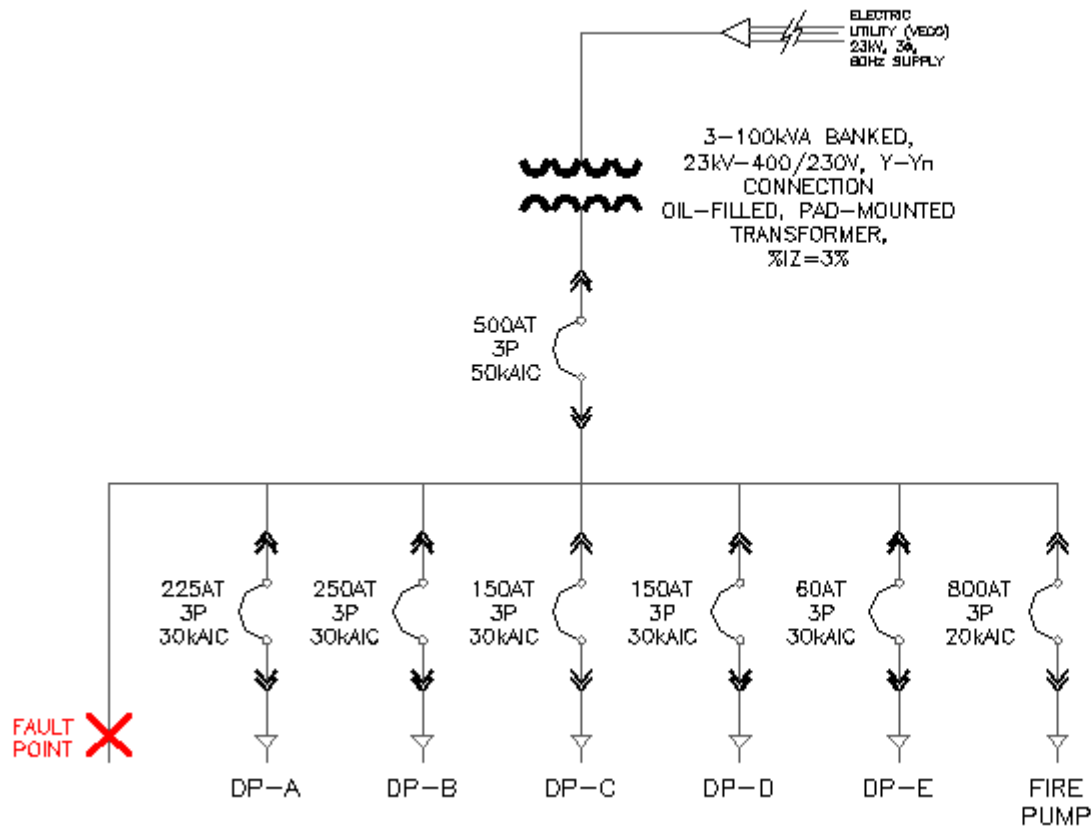 ELECTRIC
UTILITY (VECO)
23kV, 3ø,
60Hz SUPPLY
3-100kVA BANKED,
23kV-400/230V, Y-Yn
CONNECTION
OIL-FILLED, PAD-MOUNTED
TRANSFORMER,
%IZ=3%
500AT
3P
50kAIC
225AT
3P
30kAIC
250AT
3P
30kAIC
150AT
3P
30kAIC
150AT
3P
30kAIC
60AT
3P
30kAIC
800AT
3P
20kAIC
FAULT
POINT
DP-A
DP-B
DP-C
DP-D
DP-E
FIRE
PUMP